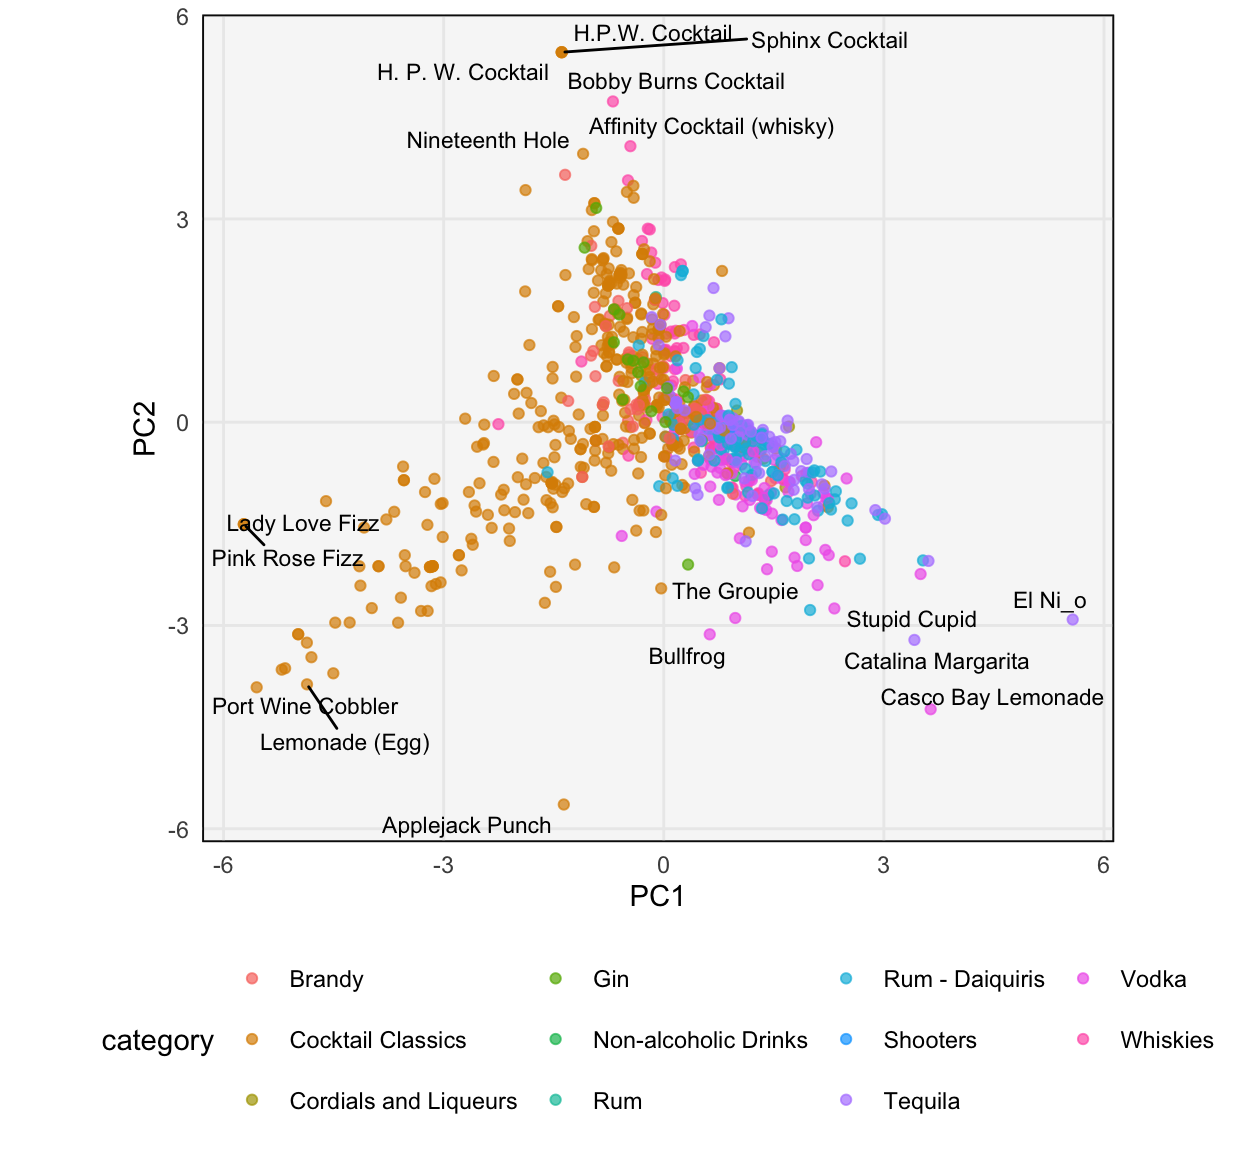 6
H.P.W. Cocktail
Sphinx Cocktail
H. P. W. Cocktail
Bobby Burns Cocktail
Affinity Cocktail (whisky)
Nineteenth Hole
3
PC2
0
Lady Love Fizz
Pink Rose Fizz
The Groupie
El Ni_o
Stupid Cupid
-3
Bullfrog
Catalina Margarita
Casco Bay Lemonade
Port Wine Cobbler
Lemonade (Egg)
Applejack Punch
-6
-6 -3 0 3 6
PC1
category
Brandy Gin Rum - Daiquiris Vodka
Cocktail Classics Non-alcoholic Drinks Shooters Whiskies
Cordials and Liqueurs Rum Tequila